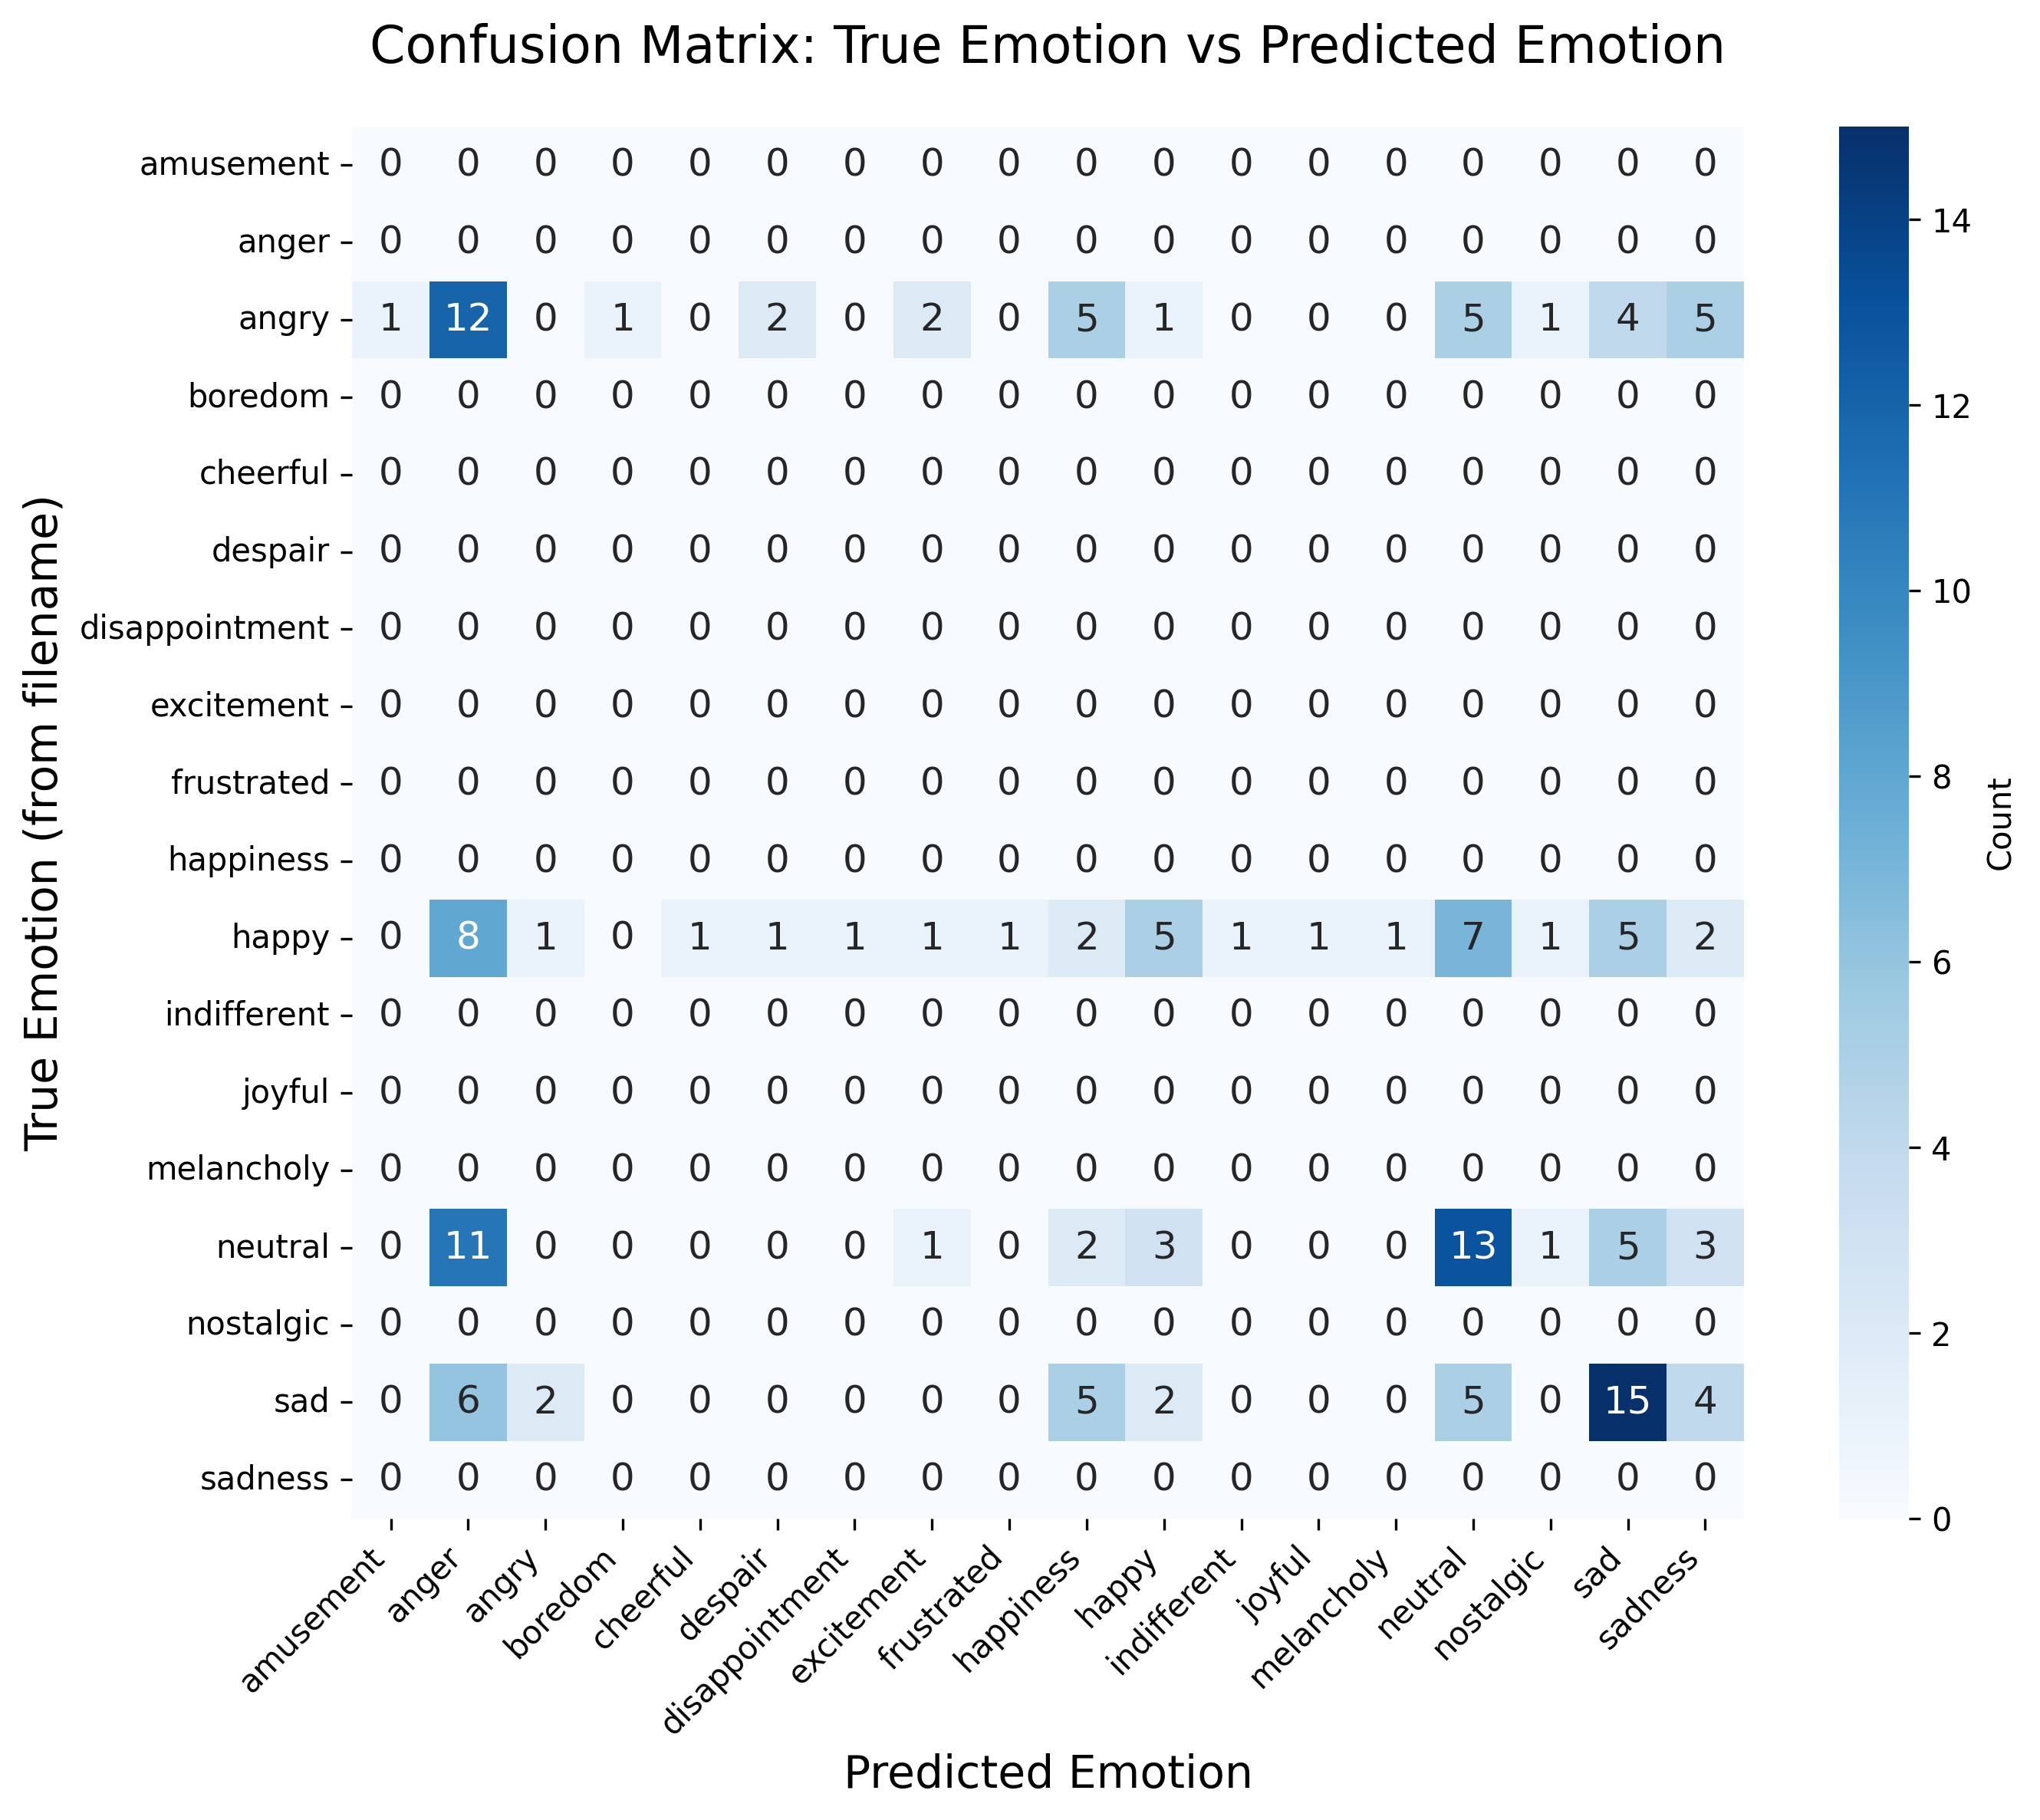 Confusion Matrix: True Emotion vs Predicted Emotion
True Emotion (from filename)
amusement 0 0 0 0 0 0 0 0 0 0 0 0 0 0 0 0 0 0
anger 0 0 0 0 0 0 0 0 0 0 0 0 0 0 0 0 0 0
angry 1 12 0 1 0 2 0 2 0 5 1 0 0 0 5 1 4 5
boredom 0 0 0 0 0 0 0 0 0 0 0 0 0 0 0 0 0 0
cheerful 0 0 0 0 0 0 0 0 0 0 0 0 0 0 0 0 0 0
despair 0 0 0 0 0 0 0 0 0 0 0 0 0 0 0 0 0 0
disappointment 0 0 0 0 0 0 0 0 0 0 0 0 0 0 0 0 0 0
excitement 0 0 0 0 0 0 0 0 0 0 0 0 0 0 0 0 0 0
frustrated 0 0 0 0 0 0 0 0 0 0 0 0 0 0 0 0 0 0
happiness 0 0 0 0 0 0 0 0 0 0 0 0 0 0 0 0 0 0
happy 0 8 1 0 1 1 1 1 1 2 5 1 1 1 7 1 5 2
indifferent 0 0 0 0 0 0 0 0 0 0 0 0 0 0 0 0 0 0
joyful 0 0 0 0 0 0 0 0 0 0 0 0 0 0 0 0 0 0
melancholy 0 0 0 0 0 0 0 0 0 0 0 0 0 0 0 0 0 0
neutral 0 11 0 0 0 0 0 1 0 2 3 0 0 0 13 1 5 3
nostalgic 0 0 0 0 0 0 0 0 0 0 0 0 0 0 0 0 0 0
sad 0 6 2 0 0 0 0 0 0 5 2 0 0 0 5 0 15 4
sadness 0 0 0 0 0 0 0 0 0 0 0 0 0 0 0 0 0 0
amusement anger angry boredom cheerful despair disappointment excitement frustrated happiness happy indifferent joyful melancholy neutral nostalgic sad sadness
Predicted Emotion
14
12
10
8
6
4
2
0
Count